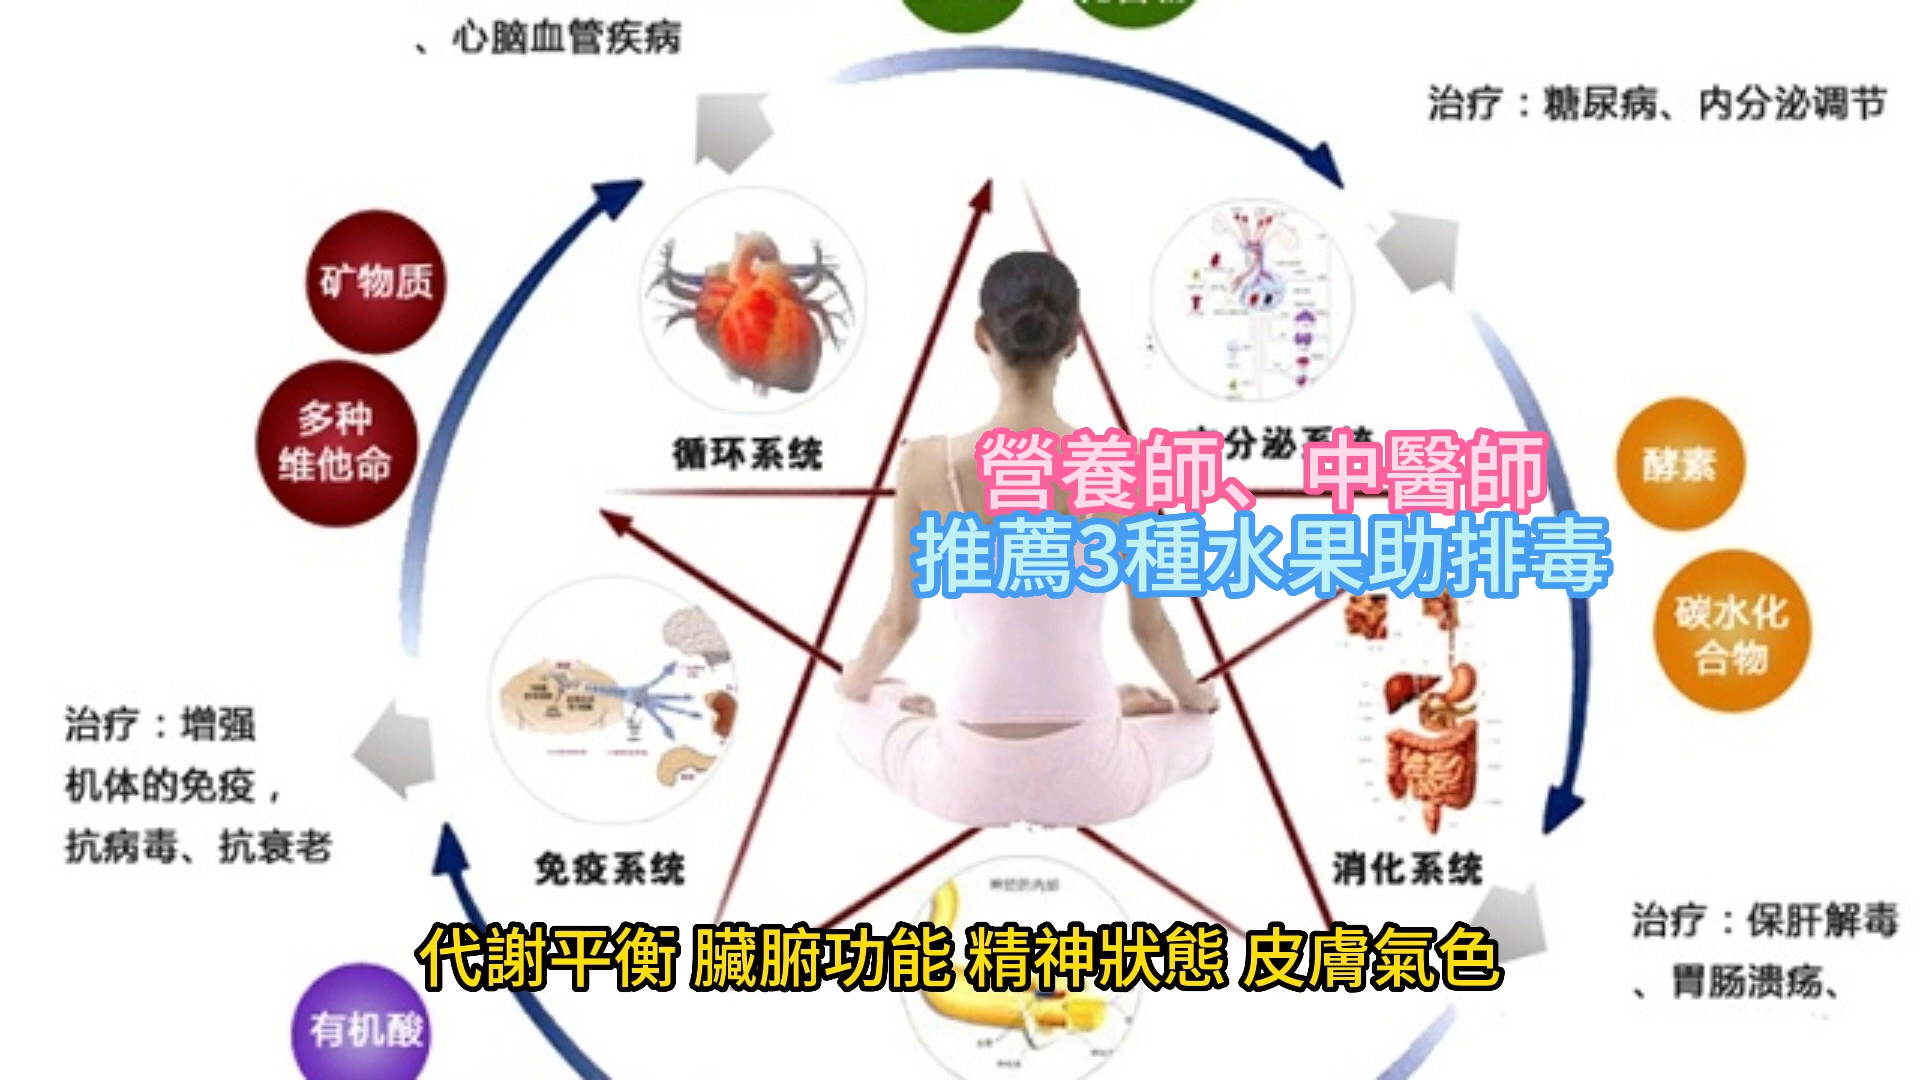 、心脑血管疾病
治疗：糖尿病、内分泌调节
矿物质
多种
维他命
循环系统
分泌系统
營養師、中醫師
推薦3種水果助排毒
酵素
碳水化
合物
治疗：增强
机体的免疫，
抗病毒、抗衰老
免疫系统
消化系统
治疗：保肝解毒
、胃肠溃疡、
代謝平衡 臟腑功能 精神狀態 皮膚氣色
有机酸